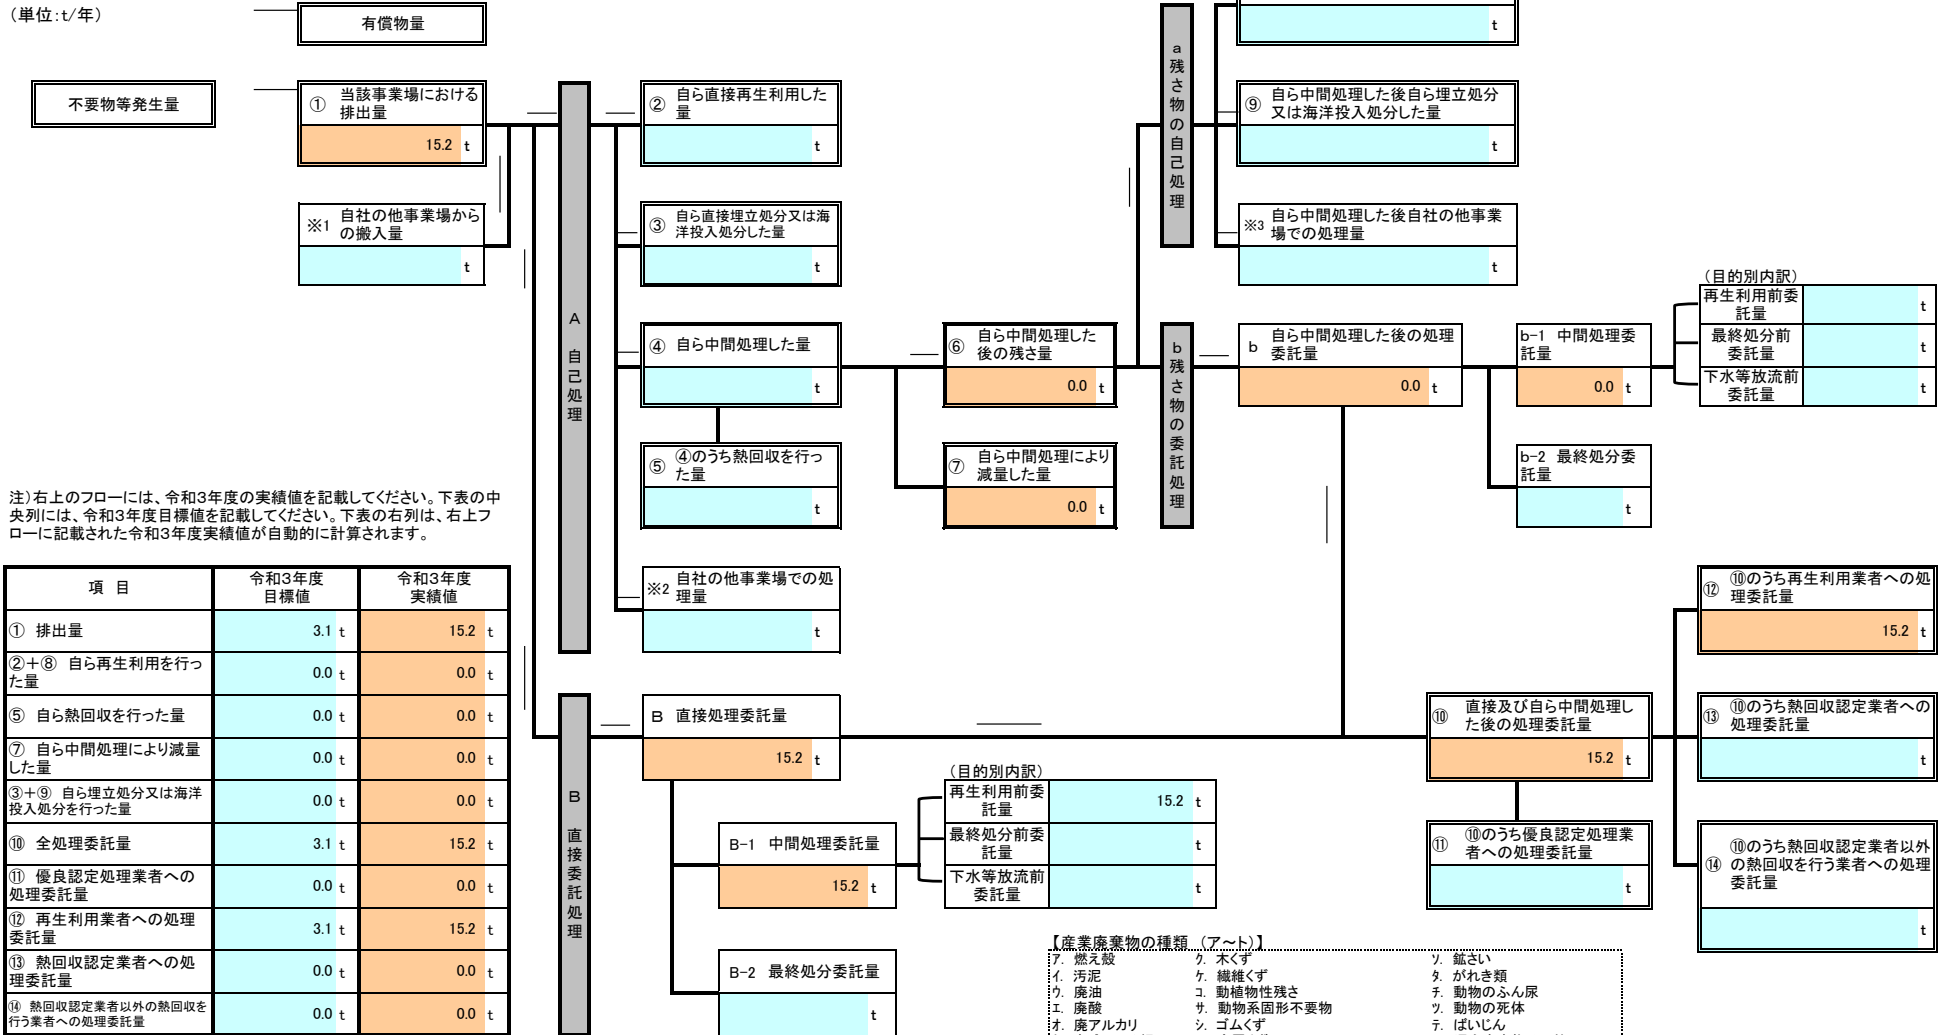 (単位:t/年)
有償物量
t
不要物等発生量
① 当該事業場における
排出量
15.2 t
※1 自社の他事業場から
の搬入量
t
A 自己処理
② 自ら直接再生利用した
量
t
③ 自ら直接埋立処分又は海
洋投入処分した量
t
④ 自ら中間処理した量
t
⑤ ④のうち熱回収を行っ
た量
t
※2 自社の他事業場での処
理量
t
⑥ 自ら中間処理した
後の残さ量
0.0 t
⑦ 自ら中間処理により
減量した量
0.0 t
a 残さ物の自己処理
⑨ 自ら中間処理した後自ら埋立処分
又は海洋投入処分した量
t
※3 自ら中間処理した後自社の他事業
場での処理量
t
b 残さ物の委託処理
b 自ら中間処理した後の処理
委託量
0.0 t
b-1 中間処理委
託量
0.0 t
b-2 最終処分委
託量
t
(目的別内訳)
再生利用前委
託量
t
最終処分前
委託量
t
下水等放流前
委託量
t
注)右上のフローには、令和3年度の実績値を記載してください。下表の中
央列には、令和3年度目標値を記載してください。下表の右列は、右上フ
ローに記載された令和3年度実績値が自動的に計算されます。
項 目 令和3年度 目標値 令和3年度 実績値
① 排出量 3.1 t 15.2 t
②+⑧ 自ら再生利用を行っ
た量 0.0 t 0.0 t
⑤ 自ら熱回収を行った量 0.0 t 0.0 t
⑦ 自ら中間処理により減量
した量 0.0 t 0.0 t
③+⑨ 自ら埋立処分又は海洋
投入処分を行った量 0.0 t 0.0 t
⑩ 全処理委託量 3.1 t 15.2 t
⑪ 優良認定処理業者への
処理委託量 0.0 t 0.0 t
⑫ 再生利用業者への処理
委託量 3.1 t 15.2 t
⑬ 熱回収認定業者への処
理委託量 0.0 t 0.0 t
⑭ 熱回収認定業者以外の熱回収を
行う業者への処理委託量 0.0 t 0.0 t
B 直接委託処理
B 直接処理委託量
15.2 t
B-1 中間処理委託量
15.2 t
B-2 最終処分委託量
t
(目的別内訳)
再生利用前委
託量
15.2 t
最終処分前委
託量
t
下水等放流前
委託量
t
⑩ 直接及び自ら中間処理し
た後の処理委託量
15.2 t
⑪ ⑩のうち優良認定処理業
者への処理委託量
t
⑫ ⑩のうち再生利用業者への処
理委託量
15.2 t
⑬ ⑩のうち熱回収認定業者への
処理委託量
t
⑭ ⑩のうち熱回収認定業者以外
の熱回収を行う業者への処理
委託量
t
【産業廃棄物の種類 (ア~ト)】
ア. 燃え殻 ク. 木くず ソ. 鉱さい
イ. 汚泥 ケ. 繊維くず タ. がれき類
ウ. 廃油 コ. 動植物性残さ チ. 動物のふん尿
エ. 廃酸 サ. 動物系固形不要物 ツ. 動物の死体
オ. 廃アルカリ シ. ゴムくず テ. ばいじん